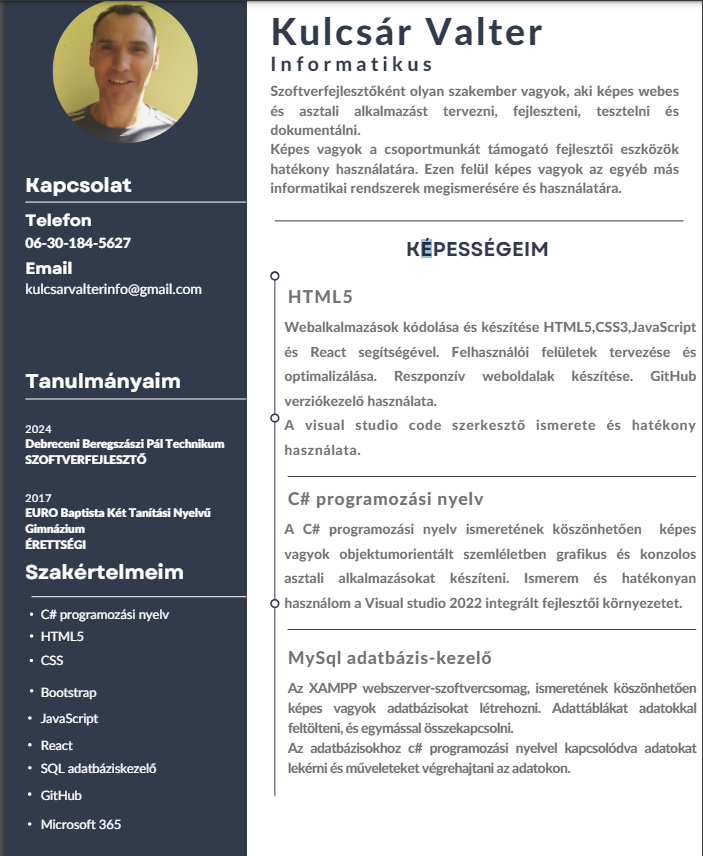 Kulcsár Valter
Informatikus
Szoftverfejlesztőként olyan szakember vagyok, aki képes webes
és asztali alkalmazást tervezni, fejleszteni, tesztelni és
dokumentálni.
Képes vagyok a csoportmunkát támogató fejlesztői eszközök
hatékony használatára. Ezen felül képes vagyok az egyéb más
informatikai rendszerek megismerésére és használatára.
Kapcsolat
Telefon
06-30-184-5627
Email
kulcsarvalterinfo@gmail.com
Tanulmányaim
2024
Debreceni Beregszászi Pál Technikum
SZOFTVERFEJLESZTŐ
2017
EURO Baptista Két Tanítási Nyelvű
Gimnázium
ÉRETTSÉGI
Szakértelmeim
• C# programozási nyelv
• HTML5
• CSS
• Bootstrap
• JavaScript
• React
• SQL adatbáziskezelő
• GitHub
• Microsoft 365
KÉPESSÉGEIM
HTML5
Webalkalmazások kódolása és készítése HTML5,CSS3,JavaScript
és React segítségével. Felhasználói felületek tervezése és
optimalizálása. Reszponzív weboldalak készítése. GitHub
verziókezelő használata.
A visual studio code szerkesztő ismerete és hatékony
használata.
C# programozási nyelv
A C# programozási nyelv ismeretének köszönhetően képes
vagyok objektumorientált szemléletben grafikus és konzolos
asztali alkalmazásokat készíteni. Ismerem és hatékonyan
használom a Visual studio 2022 integrált fejlesztői környezetet.
MySql adatbázis-kezelő
Az XAMPP webszerver-szoftvercsomag, ismeretének köszönhetően
képes vagyok adatbázisokat létrehozni. Adattáblákat adatokkal
feltölteni, és egymással összekapcsolni.
Az adatbázisokhoz c# programozási nyelvel kapcsolódva adatokat
lekérni és műveleteket végrehajtani az adatokon.